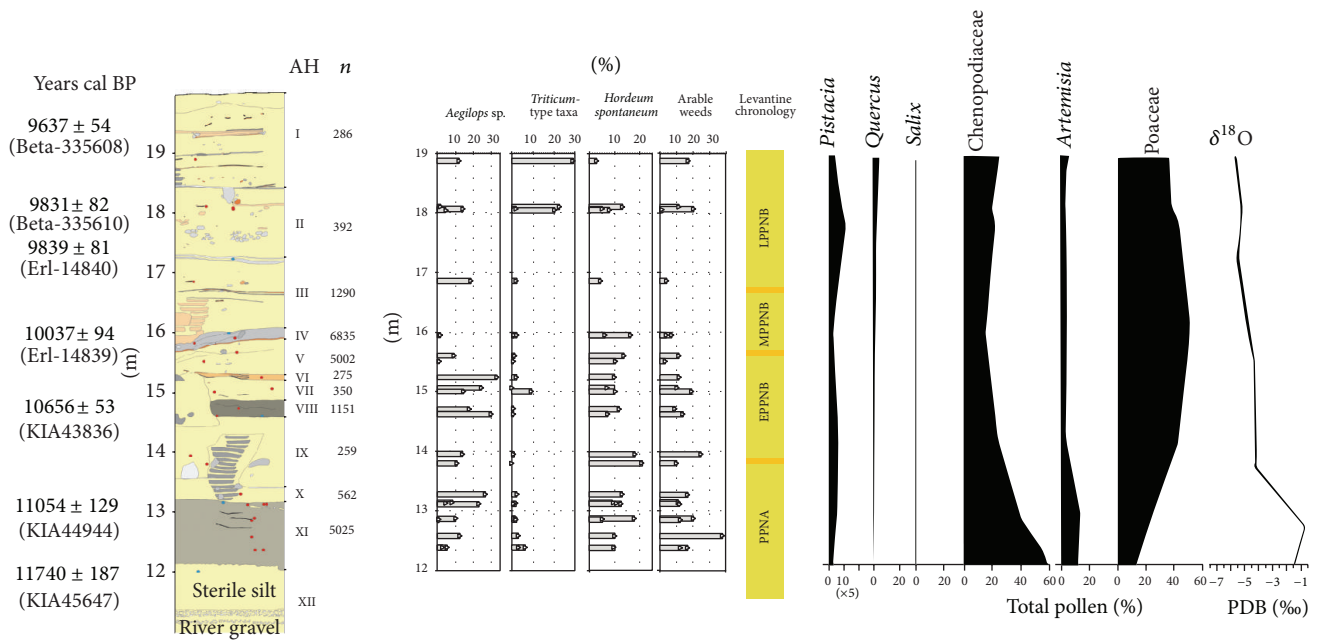 Years cal BP
AH
n
9637 ± 54
(Beta-335608)
9831 ± 82
(Beta-335610)
9839 ± 81
(Erl-14840)
10037 ± 94
(Erl-14839)
10656 ± 53
(KIA43836)
11054 ± 129
(KIA44944)
11740 ± 187
(KIA45647)
(m)
19
18
17
16
15
14
13
12
Sterile silt
River gravel
I 286
II 392
III 1290
IV 6835
V 5002
VI 275
VII 350
VIII 1151
IX 259
X 562
XI 5025
XII
(%)
Aegilops sp.
Triticum-
type taxa
Hordeum
spontaneum
Arable
weeds
Levantine
chronology
10 20 30
10 20 30
20
10 20 30
(m)
19
18
17
16
15
14
13
12
LPPNB
MPPNB
EPPNB
PPNA
Pistacia
Quercus
Salix
Chenopodiaceae
Artemisia
Poaceae
δ18O
0 10
(×5)
0
20 0
20 0 20 40 60
0
20 0 20 40 60
−7 −5 −3 −1
Total pollen (%)
PDB (‰)